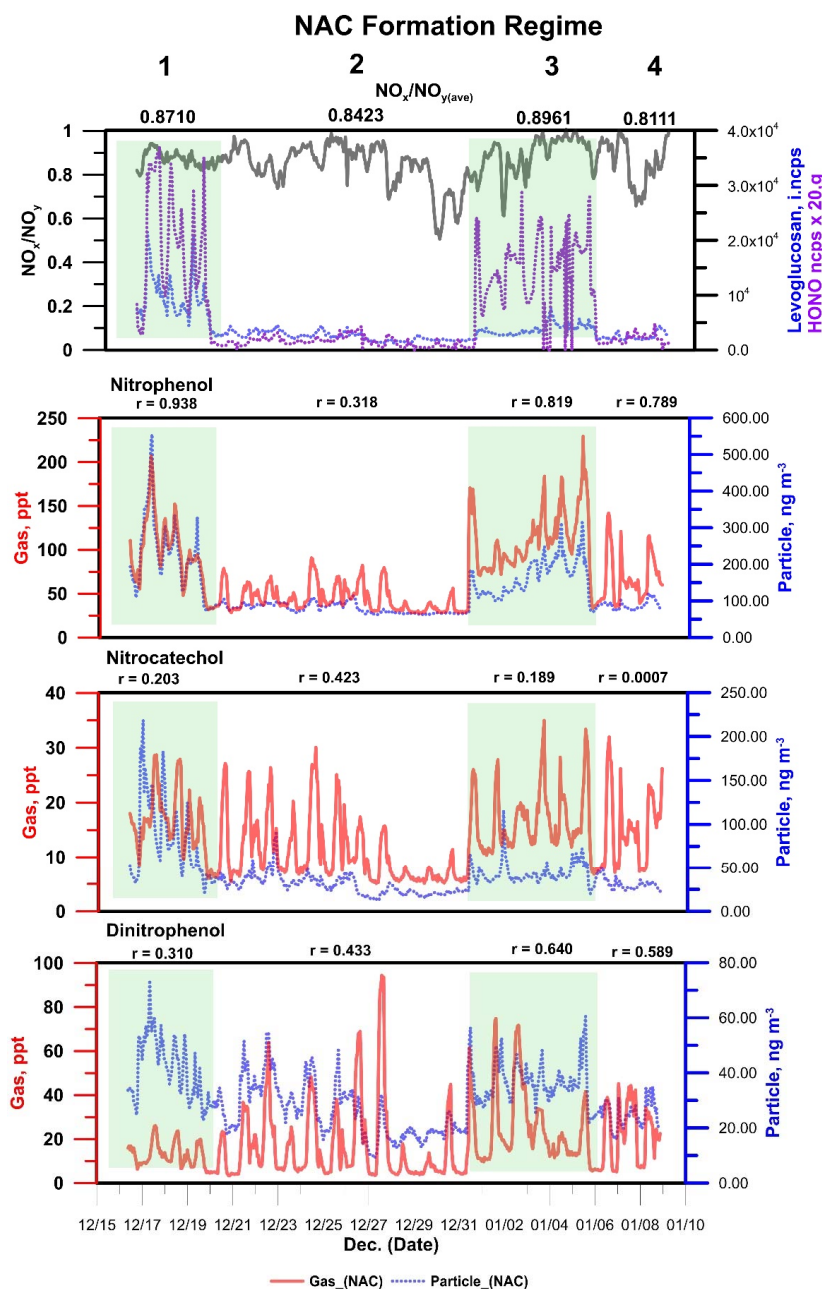 NAC Formation Regime
1 2 3 4
NOx/NOy(ave)
0.8710 0.8423 0.8961 0.8111
1
0.8
0.6
0.4
0.2
0
NOx/NOy
4.0x10⁴
3.0x10⁴
2.0x10⁴
10⁴
0.0
Levoglucosan, i.ncps
HONO ncps x 20.q
Nitrophenol
r = 0.938 r = 0.318 r = 0.819 r = 0.789
250
200
150
100
50
0
Gas, ppt
600.00
500.00
400.00
300.00
200.00
100.00
0.00
Particle, ng m⁻³
Nitrocatechol
r = 0.203 r = 0.423 r = 0.189 r = 0.0007
40
30
20
10
0
Gas, ppt
250.00
200.00
150.00
100.00
50.00
0.00
Particle, ng m⁻³
Dinitrophenol
r = 0.310 r = 0.433 r = 0.640 r = 0.589
100
80
60
40
20
0
Gas, ppt
80.00
60.00
40.00
20.00
0.00
Particle, ng m⁻³
12/15 12/17 12/19 12/21 12/23 12/25 12/27 12/29 12/31 01/02 01/04 01/06 01/08 01/10
Dec. (Date)
Gas_(NAC) Particle_(NAC)